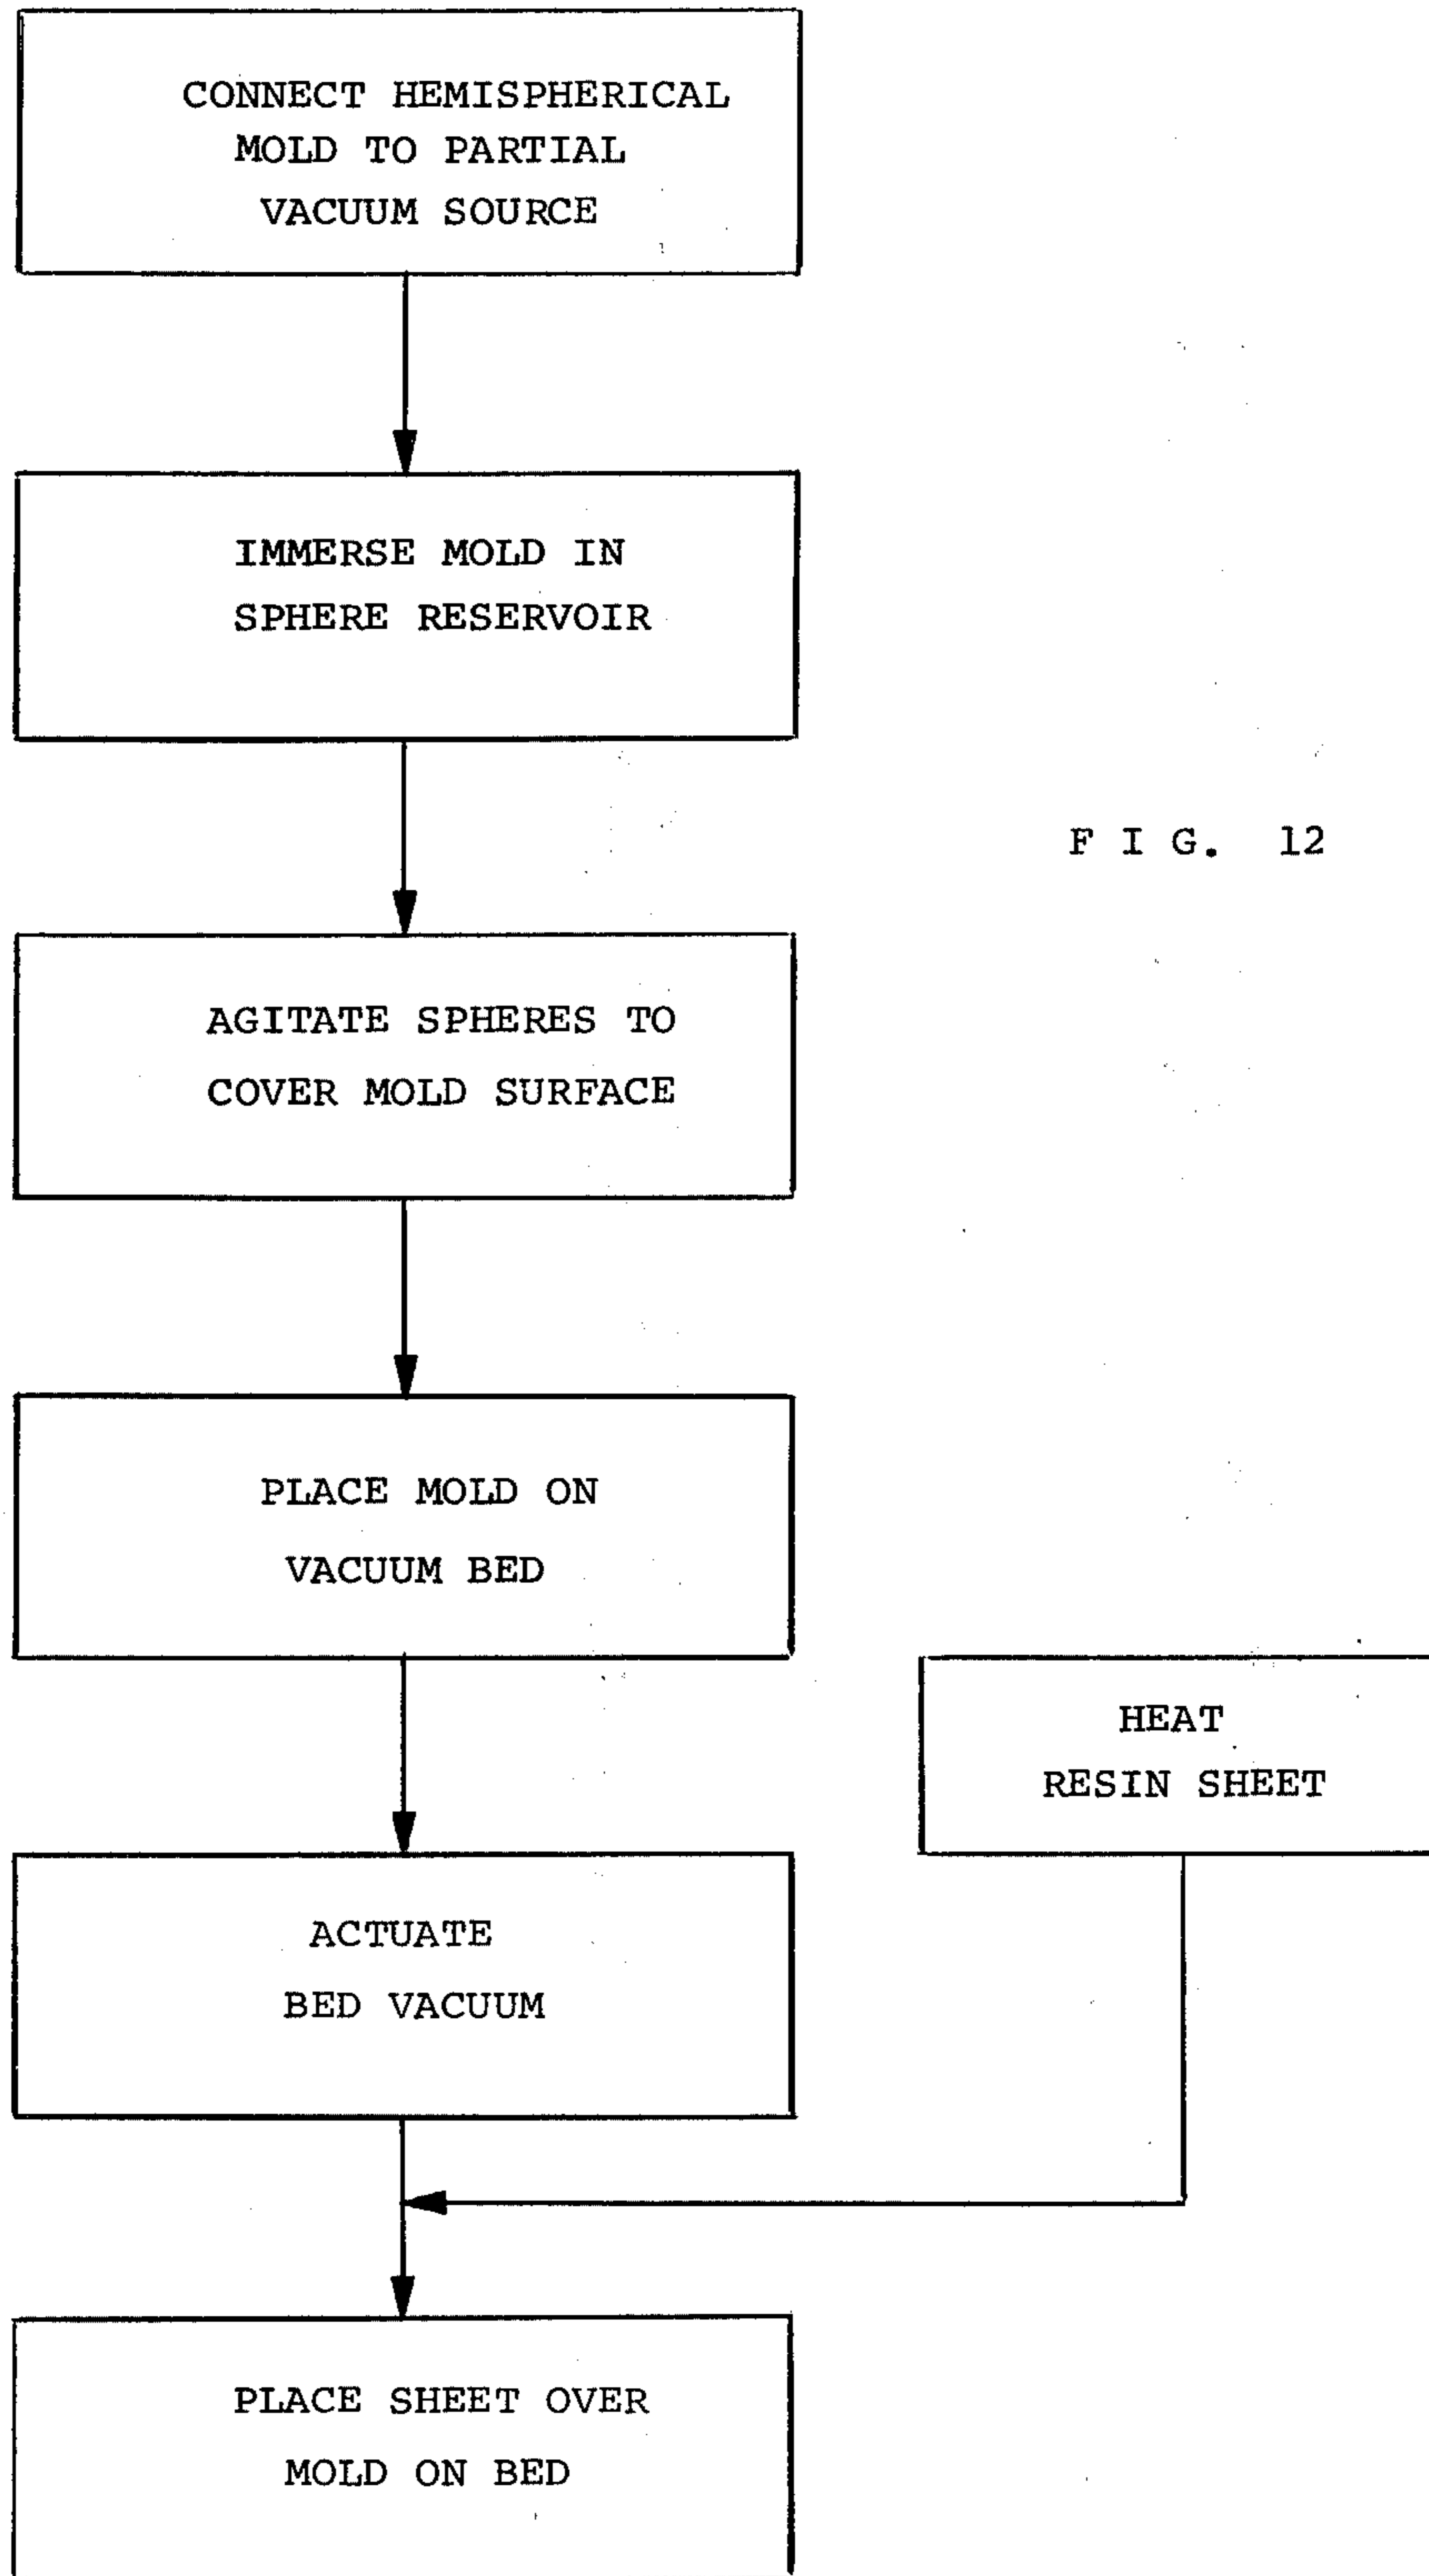 CONNECT HEMISPHERICAL
MOLD TO PARTIAL
VACUUM SOURCE
IMMERSE MOLD IN
SPHERE RESERVOIR
F I G. 12
AGITATE SPHERES TO
COVER MOLD SURFACE
PLACE MOLD ON
VACUUM BED
HEAT
RESIN SHEET
ACTUATE
BED VACUUM
PLACE SHEET OVER
MOLD ON BED